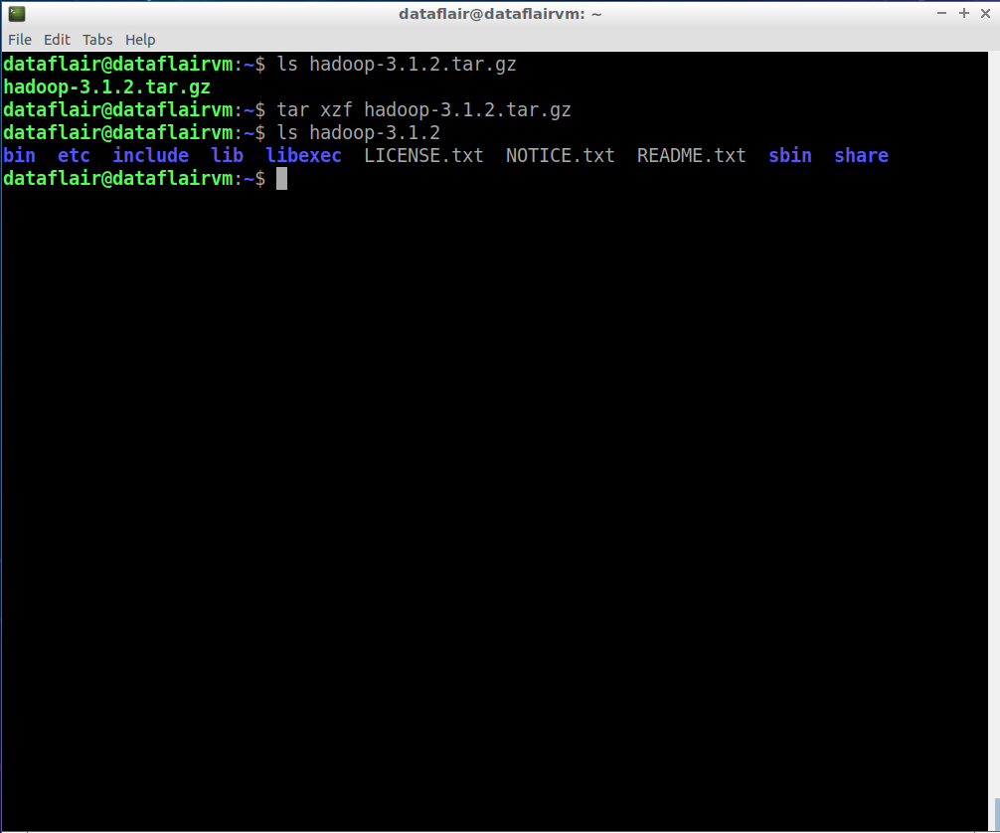 dataflair@dataflairvm: ~
File Edit Tabs Help
dataflair@dataflairvm:~$ ls hadoop-3.1.2.tar.gz
hadoop-3.1.2.tar.gz
dataflair@dataflairvm:~$ tar xzf hadoop-3.1.2.tar.gz
dataflair@dataflairvm:~$ ls hadoop-3.1.2
bin etc include lib libexec LICENSE.txt NOTICE.txt README.txt sbin share
dataflair@dataflairvm:~$